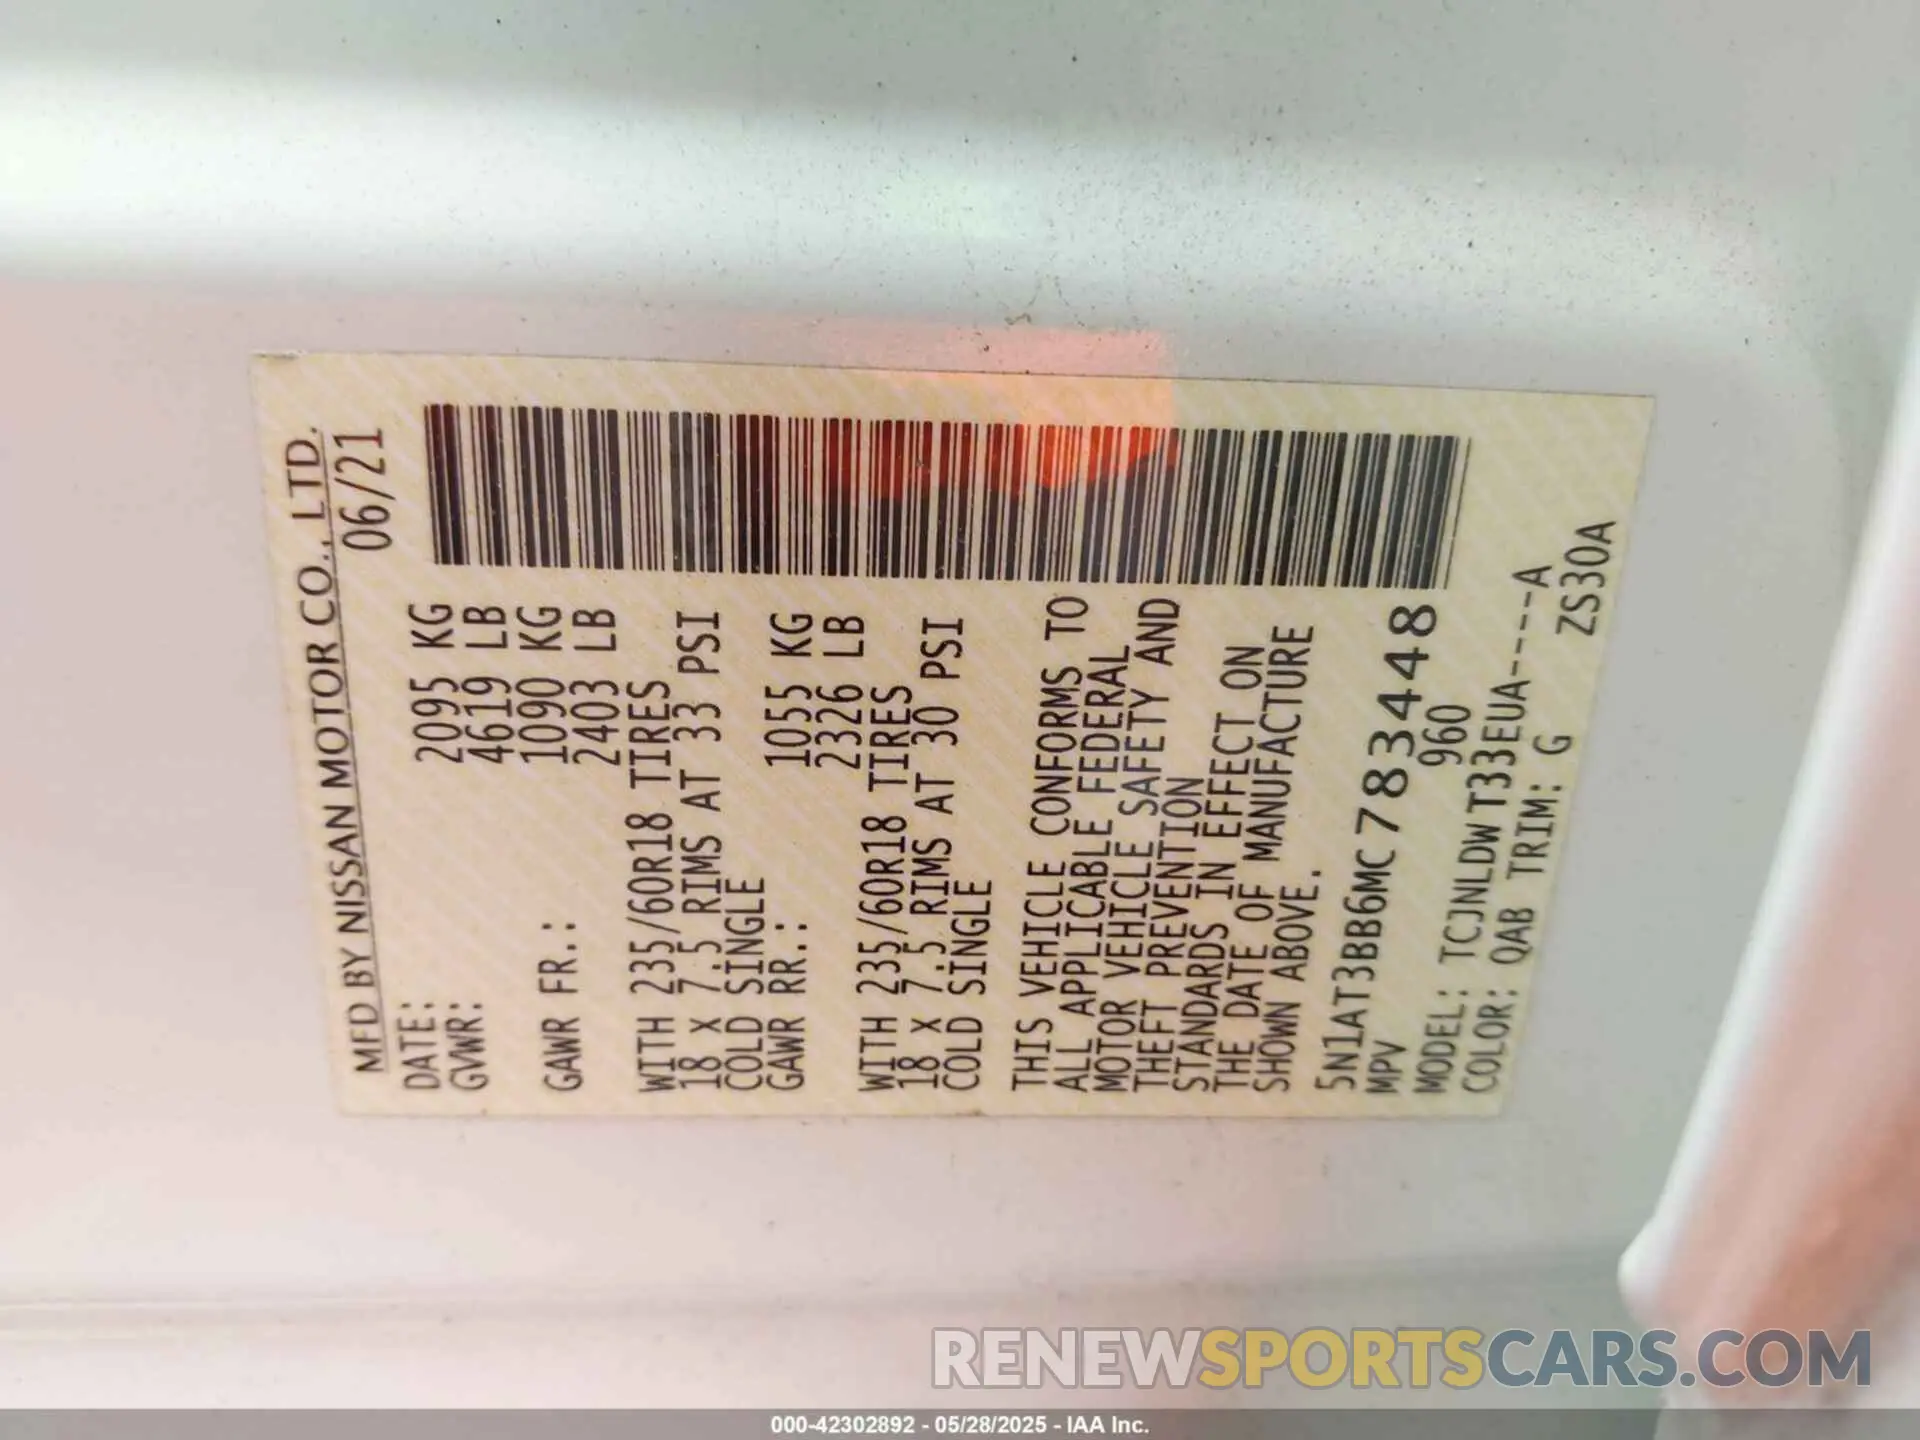 MFD BY NISSAN MOTOR CO., LTD.
DATE: 06/21
GVWR: 2095 KG
4619 LB
GAWR FR.: 1090 KG
2403 LB
WITH 235/60R18 TIRES
18 X 7.5 RIMS AT 33 PSI
COLD SINGLE
GAWR RR.: 1055 KG
2326 LB
WITH 235/60R18 TIRES
18 X 7.5 RIMS AT 30 PSI
COLD SINGLE
THIS VEHICLE CONFORMS TO
ALL APPLICABLE FEDERAL
MOTOR VEHICLE SAFETY AND
THEFT PREVENTION
STANDARDS IN EFFECT ON
THE DATE OF MANUFACTURE
SHOWN ABOVE.
5N1AT3BB6MC783448
MPV 960
MODEL: TCJNLDWT33EUA----A
COLOR: QAB TRIM: G ZS30A
RENEWSPORTSCARS.COM
000-42302892 - 05/28/2025 - IAA Inc.